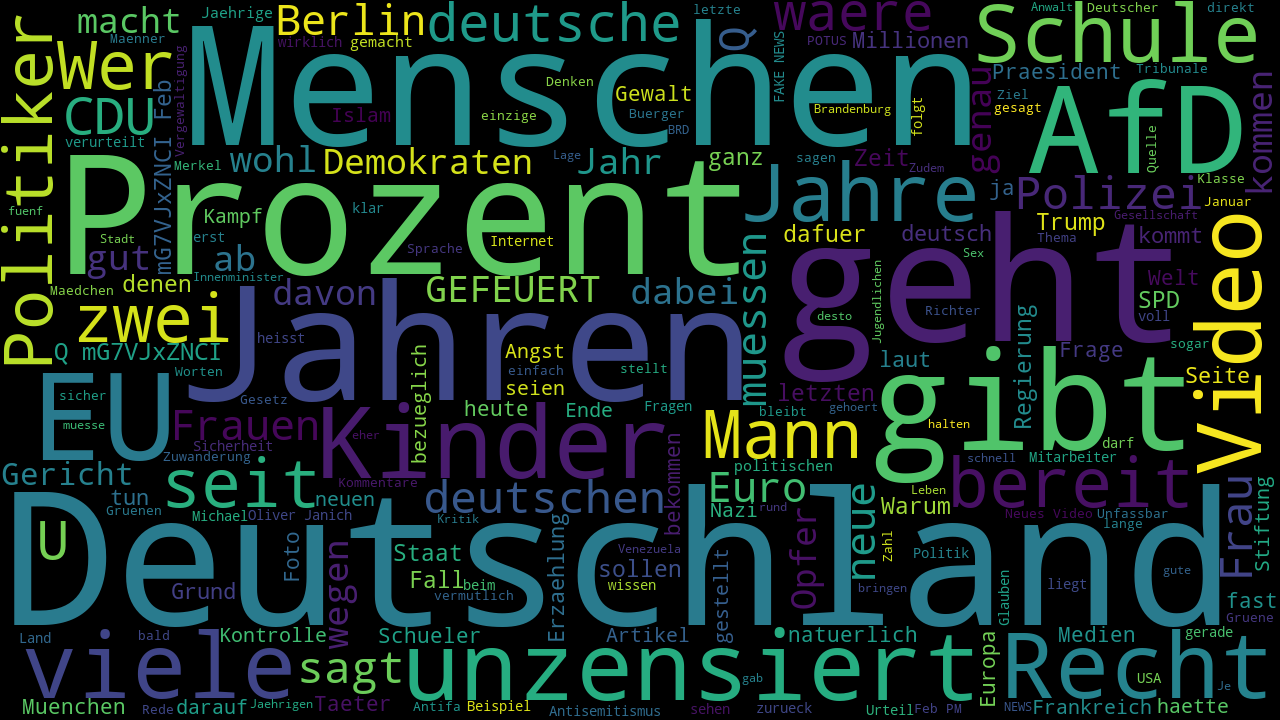 macht
Jaehrige
Berlin
deutsche
letzte
waere
Schule
Anwalt
Deutscher
direkt
Maenner
wirklich
gemacht
Q
POTUS
Millionen
Wer
Menschen
FAKE NEWS
Denken
Gewalt
Praesident
Tribunale
Politiker
CDU
Feb
Vergewaltigung
Islam
einzige
Buerger
BRD
Brandenburg
folgt
genau
Ziel
gesagt
AfD
Quelle
kommen
verurteilt
Merkel
wohl
Demokraten
Lage
Jahr
ganz
sagen
Zeit
Zudem
Klasse
Prozent
mG7VJxZNCI
Kampf
klar
Jahre
ja
Polizei
Januar
fuenf
Stadt
erst
Sprache
Internet
dafuer
deutsch
Trump
Thema
Gesellschaft
kommt
gut
ab
Innenminister
geht
Sex
Welt
Video
Maedchen
denen
davon
GEFEUERT
dabei
muessen
desto
Jugendlichen
Richter
SPD
voll
zwei
Jahren
heisst
Regierung
Frage
sogar
Q mG7VJxZNCI
Worten
Angst
einfach
stellt
laut
gibt
Seite
EU
sicher
muesse
Gesetz
seien
letzten
Frauen
Kinder
eher
bezueglich
heute
Ende
Fragen
bleibt
gehoert
halten
Mann
darf
Sicherheit
Zuwanderung
bekommen
politischen
schnell
Mitarbeiter
Gericht
seit
Kommentare
Euro
bereit
tun
neuen
deutschen
Nazi
rund
opfer
neue
Warum
Leben
Frau
Stiftung
Gruenen
Michael
Oliver Janich
Kritik
Neues Video
Unfassbar
lange
U
Deutschland
Foto
wegen
Staat
Erzaehlung
Venezuela
Zahl
Politik
Grund
Fall
beim
sollen
wissen
gestellt
vermutlich
bringen
Glauben
liegt
gute
fast
Gruene
Land
bald
Kontrolle
Schueler
Artikel
natuerlich
Europa
Medien
gerade
viele
sagt
unzensiert
gab
Recht
USA
Je
Muenchen
Rede
darauf
Jaehrigen
Taeter
Antifa
Beispiel
Antisemitismus
sehen
zurueck
Urteil
Feb PM
NEWS
Frankreich
haette